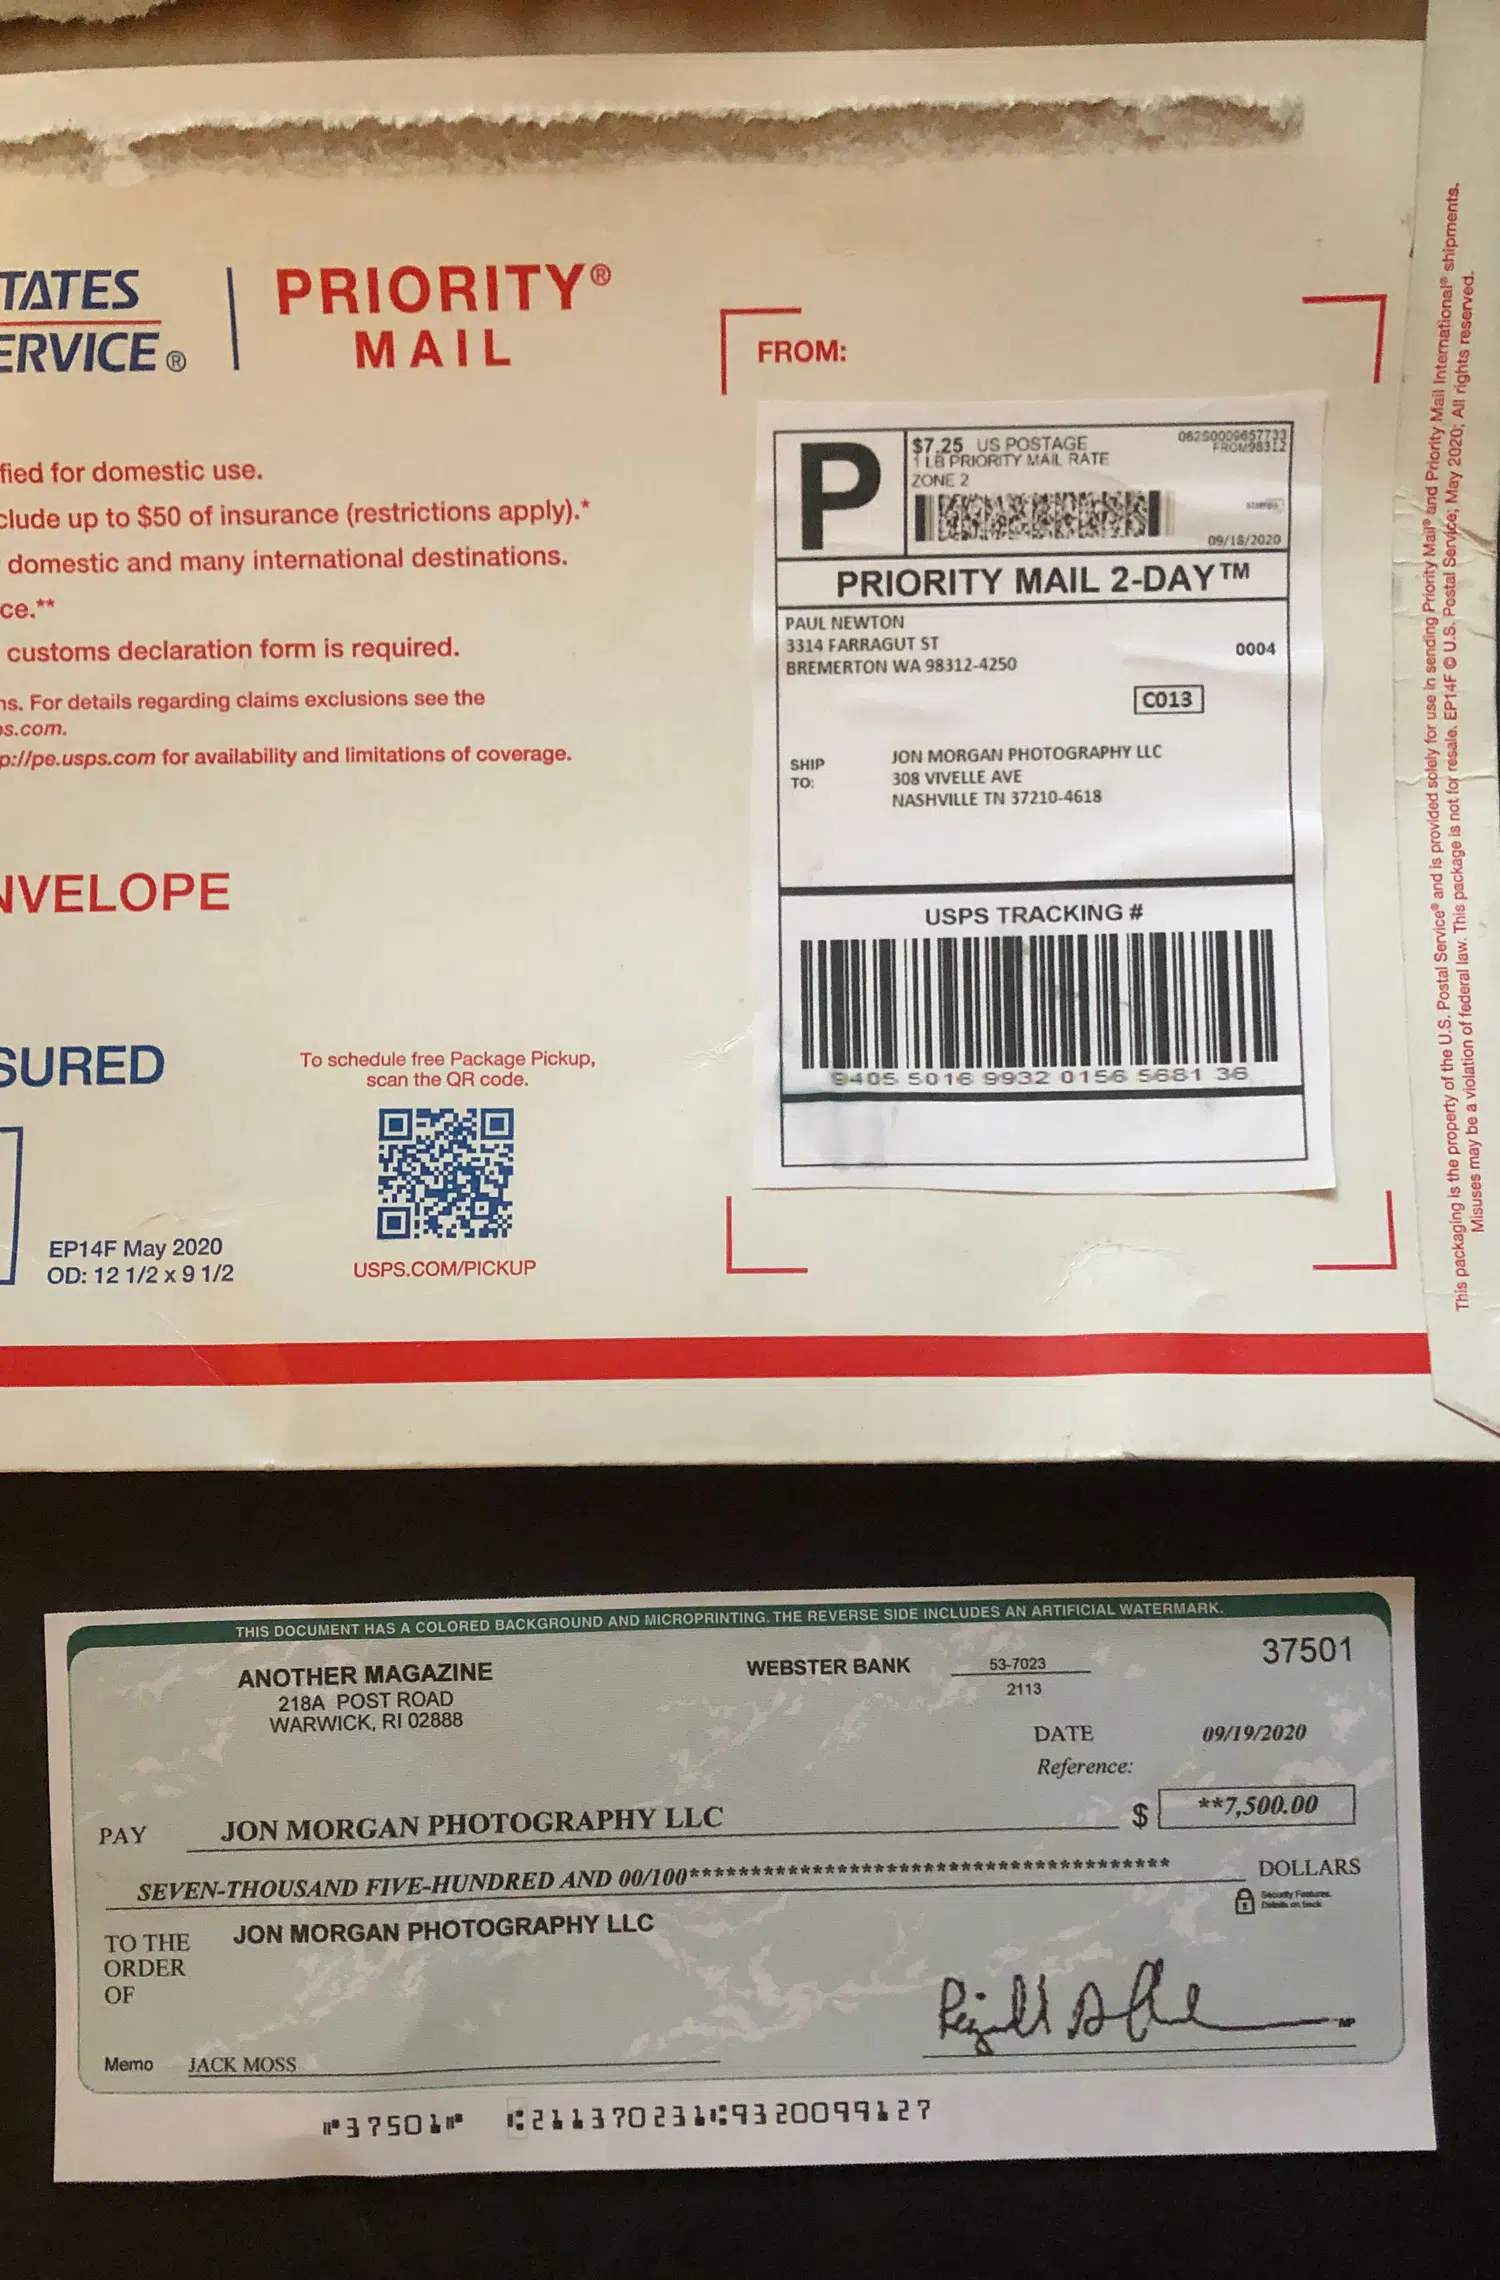 TATES
ERVICE®
PRIORITY®
MAIL
FROM:
fied for domestic use.
clude up to $50 of insurance (restrictions apply).*
domestic and many international destinations.
ce.**
customs declaration form is required.
ns. For details regarding claims exclusions see the
os.com.
p://pe.usps.com for availability and limitations of coverage.
NVELOPE
SURED
To schedule free Package Pickup,
scan the QR code.
USPS.COM/PICKUP
EP14F May 2020
OD: 12 1/2 x 9 1/2
P
$7.25 US POSTAGE
1 LB PRIORITY MAIL RATE
ZONE 2
062S0009657733
FROM98312
stamps
09/18/2020
PRIORITY MAIL 2-DAY™
PAUL NEWTON
3314 FARRAGUT ST
BREMERTON WA 98312-4250
0004
C013
SHIP
TO:
JON MORGAN PHOTOGRAPHY LLC
308 VIVELLE AVE
NASHVILLE TN 37210-4618
USPS TRACKING #
9405 5016 9932 0156 5681 36
This packaging is the property of the U.S. Postal Service® and is provided solely for use in sending Priority Mail® and Priority Mail International® shipments.
Misuses may be a violation of federal law. This package is not for resale. EP14F © U.S. Postal Service; May 2020; All rights reserved.
THIS DOCUMENT HAS A COLORED BACKGROUND AND MICROPRINTING. THE REVERSE SIDE INCLUDES AN ARTIFICIAL WATERMARK.
ANOTHER MAGAZINE
218A POST ROAD
WARWICK, RI 02888
WEBSTER BANK
53-7023
2113
37501
DATE 09/19/2020
Reference:
PAY JON MORGAN PHOTOGRAPHY LLC $ **7,500.00
SEVEN-THOUSAND FIVE-HUNDRED AND 00/100*************************************** DOLLARS
Security Features.
Details on back.
TO THE
ORDER
OF
JON MORGAN PHOTOGRAPHY LLC
MP
Memo JACK MOSS
⑈37501⑈ ⑆211370231⑆9320099127